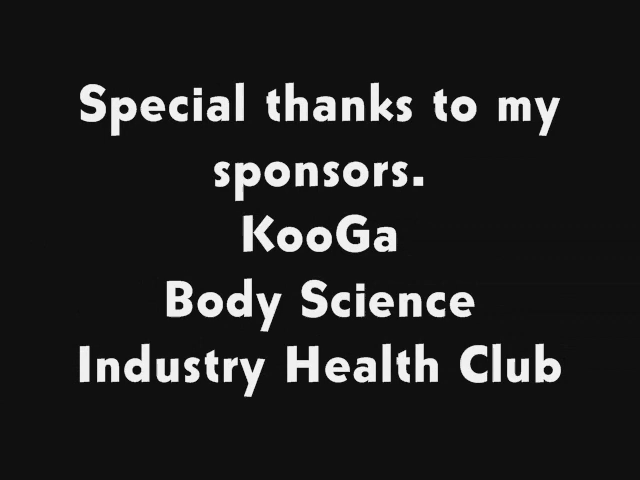 Special thanks to my
sponsors.
KooGa
Body Science
Industry Health Club